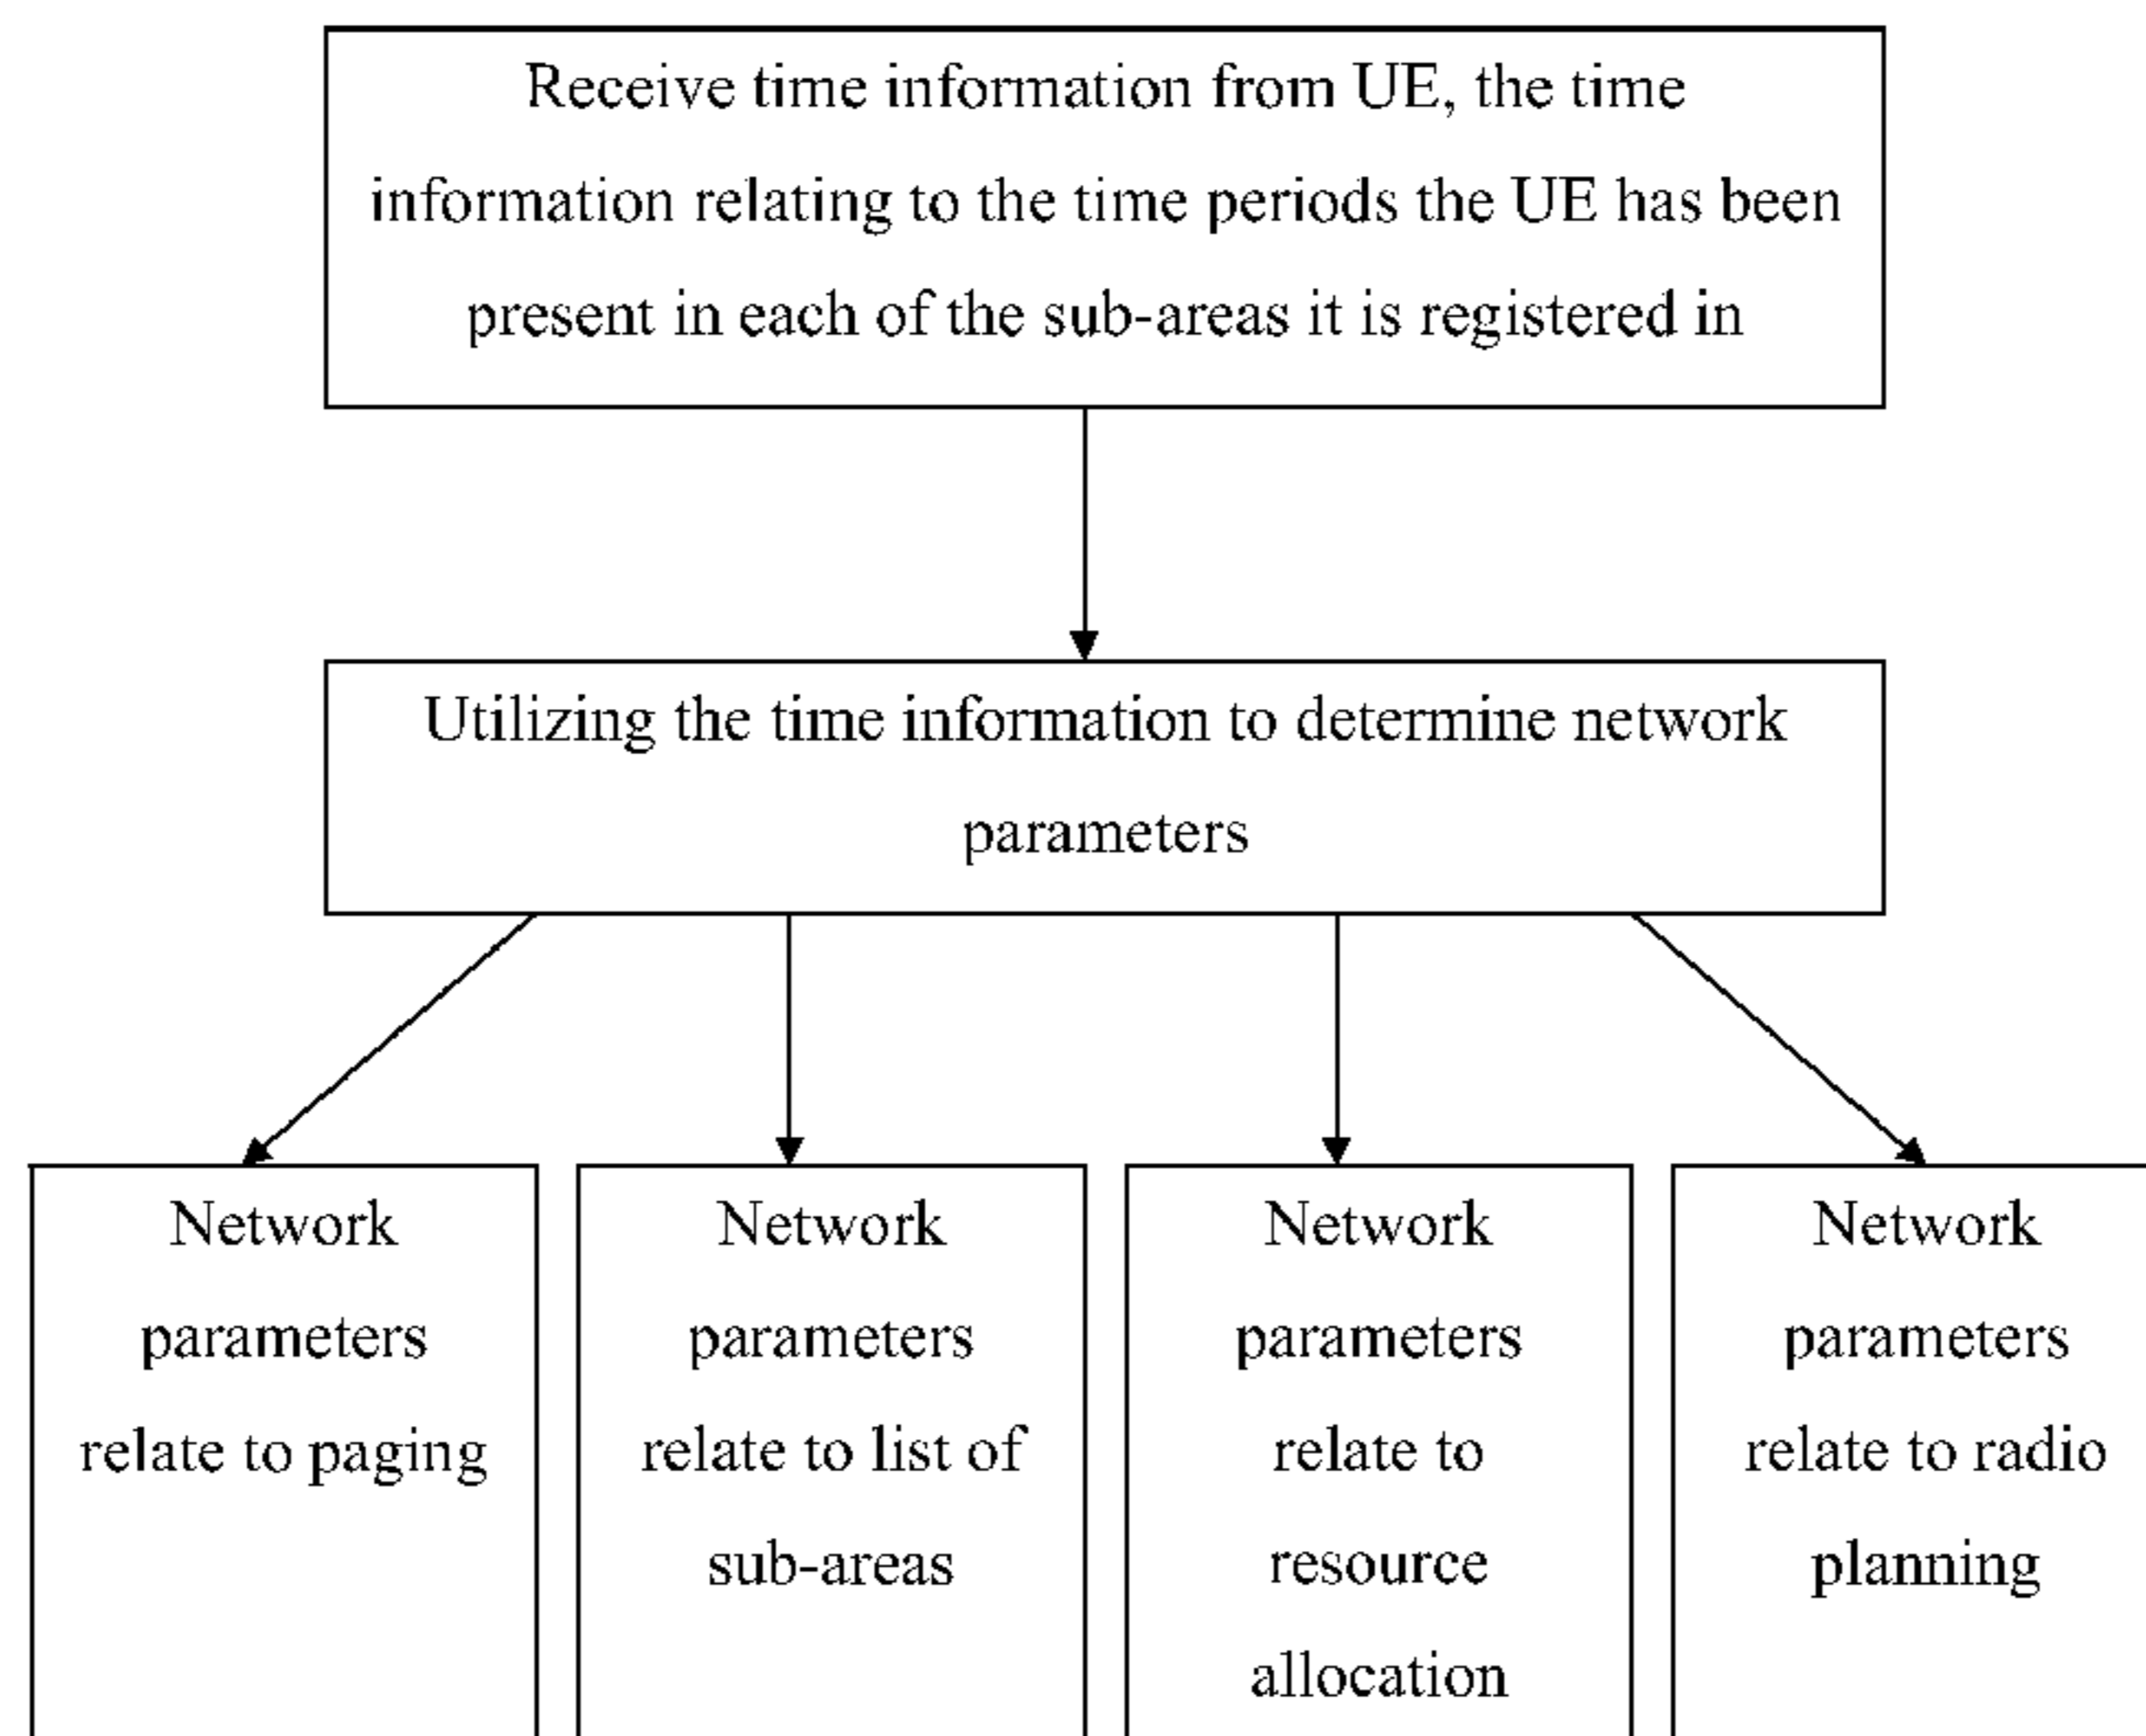 Receive time information from UE, the time
information relating to the time periods the UE has been
present in each of the sub-areas it is registered in
Utilizing the time information to determine network
parameters
Network
parameters
relate to paging
Network
parameters
relate to list of
sub-areas
Network
parameters
relate to
resource
allocation
Network
parameters
relate to radio
planning